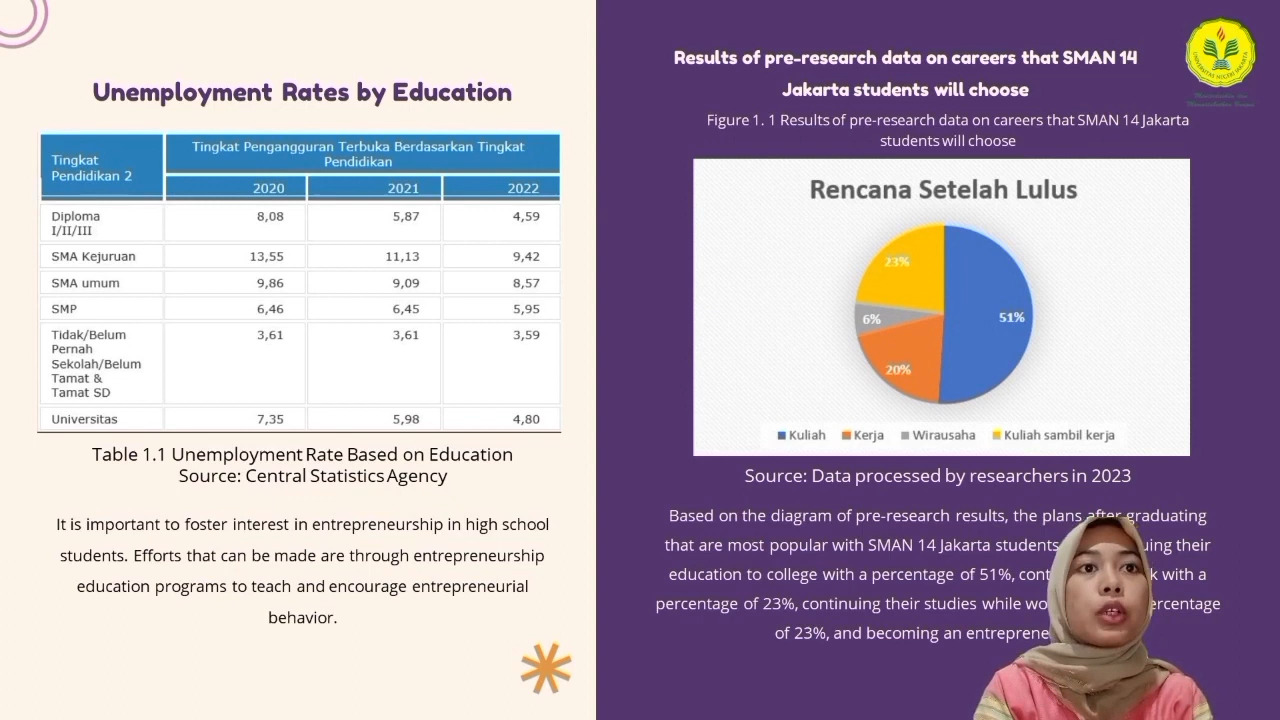 Unemployment Rates by Education
Tingkat Pendidikan 2
Tingkat Pengangguran Terbuka Berdasarkan Tingkat
Pendidikan
2020 2021 2022
Diploma 8,08 5,87 4,59
I/II/III
SMA Kejuruan 13,55 11,13 9,42
SMA umum 9,86 9,09 8,57
SMP 6,46 6,45 5,95
Tidak/Belum 3,61 3,61 3,59
Pernah
Sekolah/Belum
Tamat &
Tamat SD
Universitas 7,35 5,98 4,80
Table 1.1 Unemployment Rate Based on Education
Source: Central Statistics Agency
It is important to foster interest in entrepreneurship in high school
students. Efforts that can be made are through entrepreneurship
education programs to teach and encourage entrepreneurial
behavior.
Results of pre-research data on careers that SMAN 14
Jakarta students will choose
Figure 1. 1 Results of pre-research data on careers that SMAN 14 Jakarta
students will choose
Rencana Setelah Lulus
23%
51%
6%
20%
Kuliah Kerja Wirausaha Kuliah sambil kerja
Source: Data processed by researchers in 2023
Based on the diagram of pre-research results, the plans after graduating
that are most popular with SMAN 14 Jakarta students their
education to college with a percentage of 51%, with a
percentage of 23%, continuing their studies while
of 23%, and becoming an
UNIVERSITAS NEGERI JAKARTA